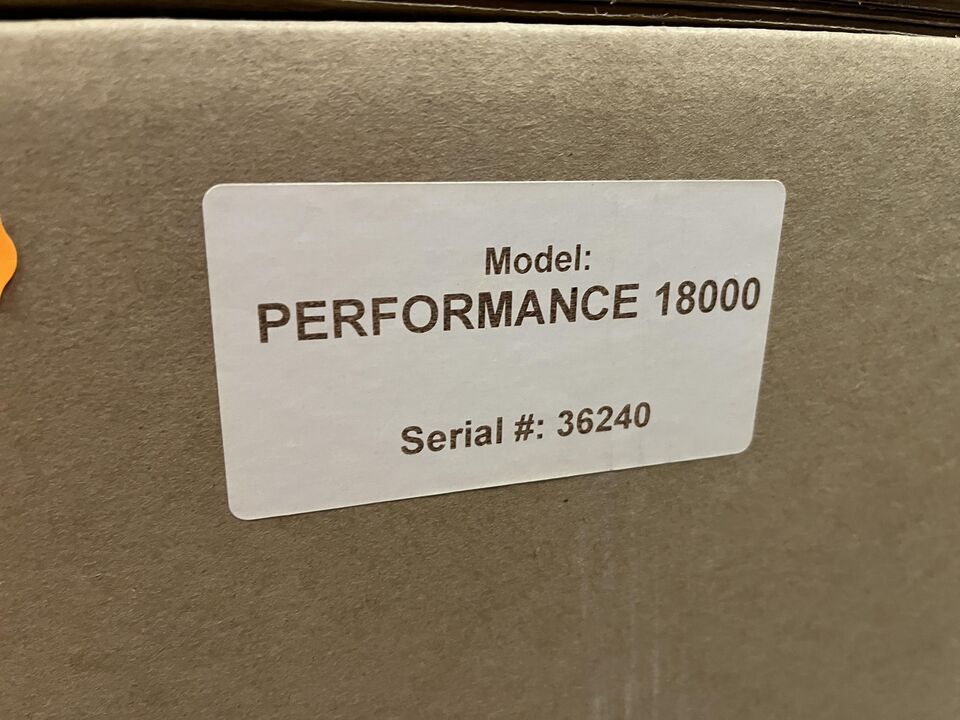 Model:
PERFORMANCE 18000
Serial #: 36240